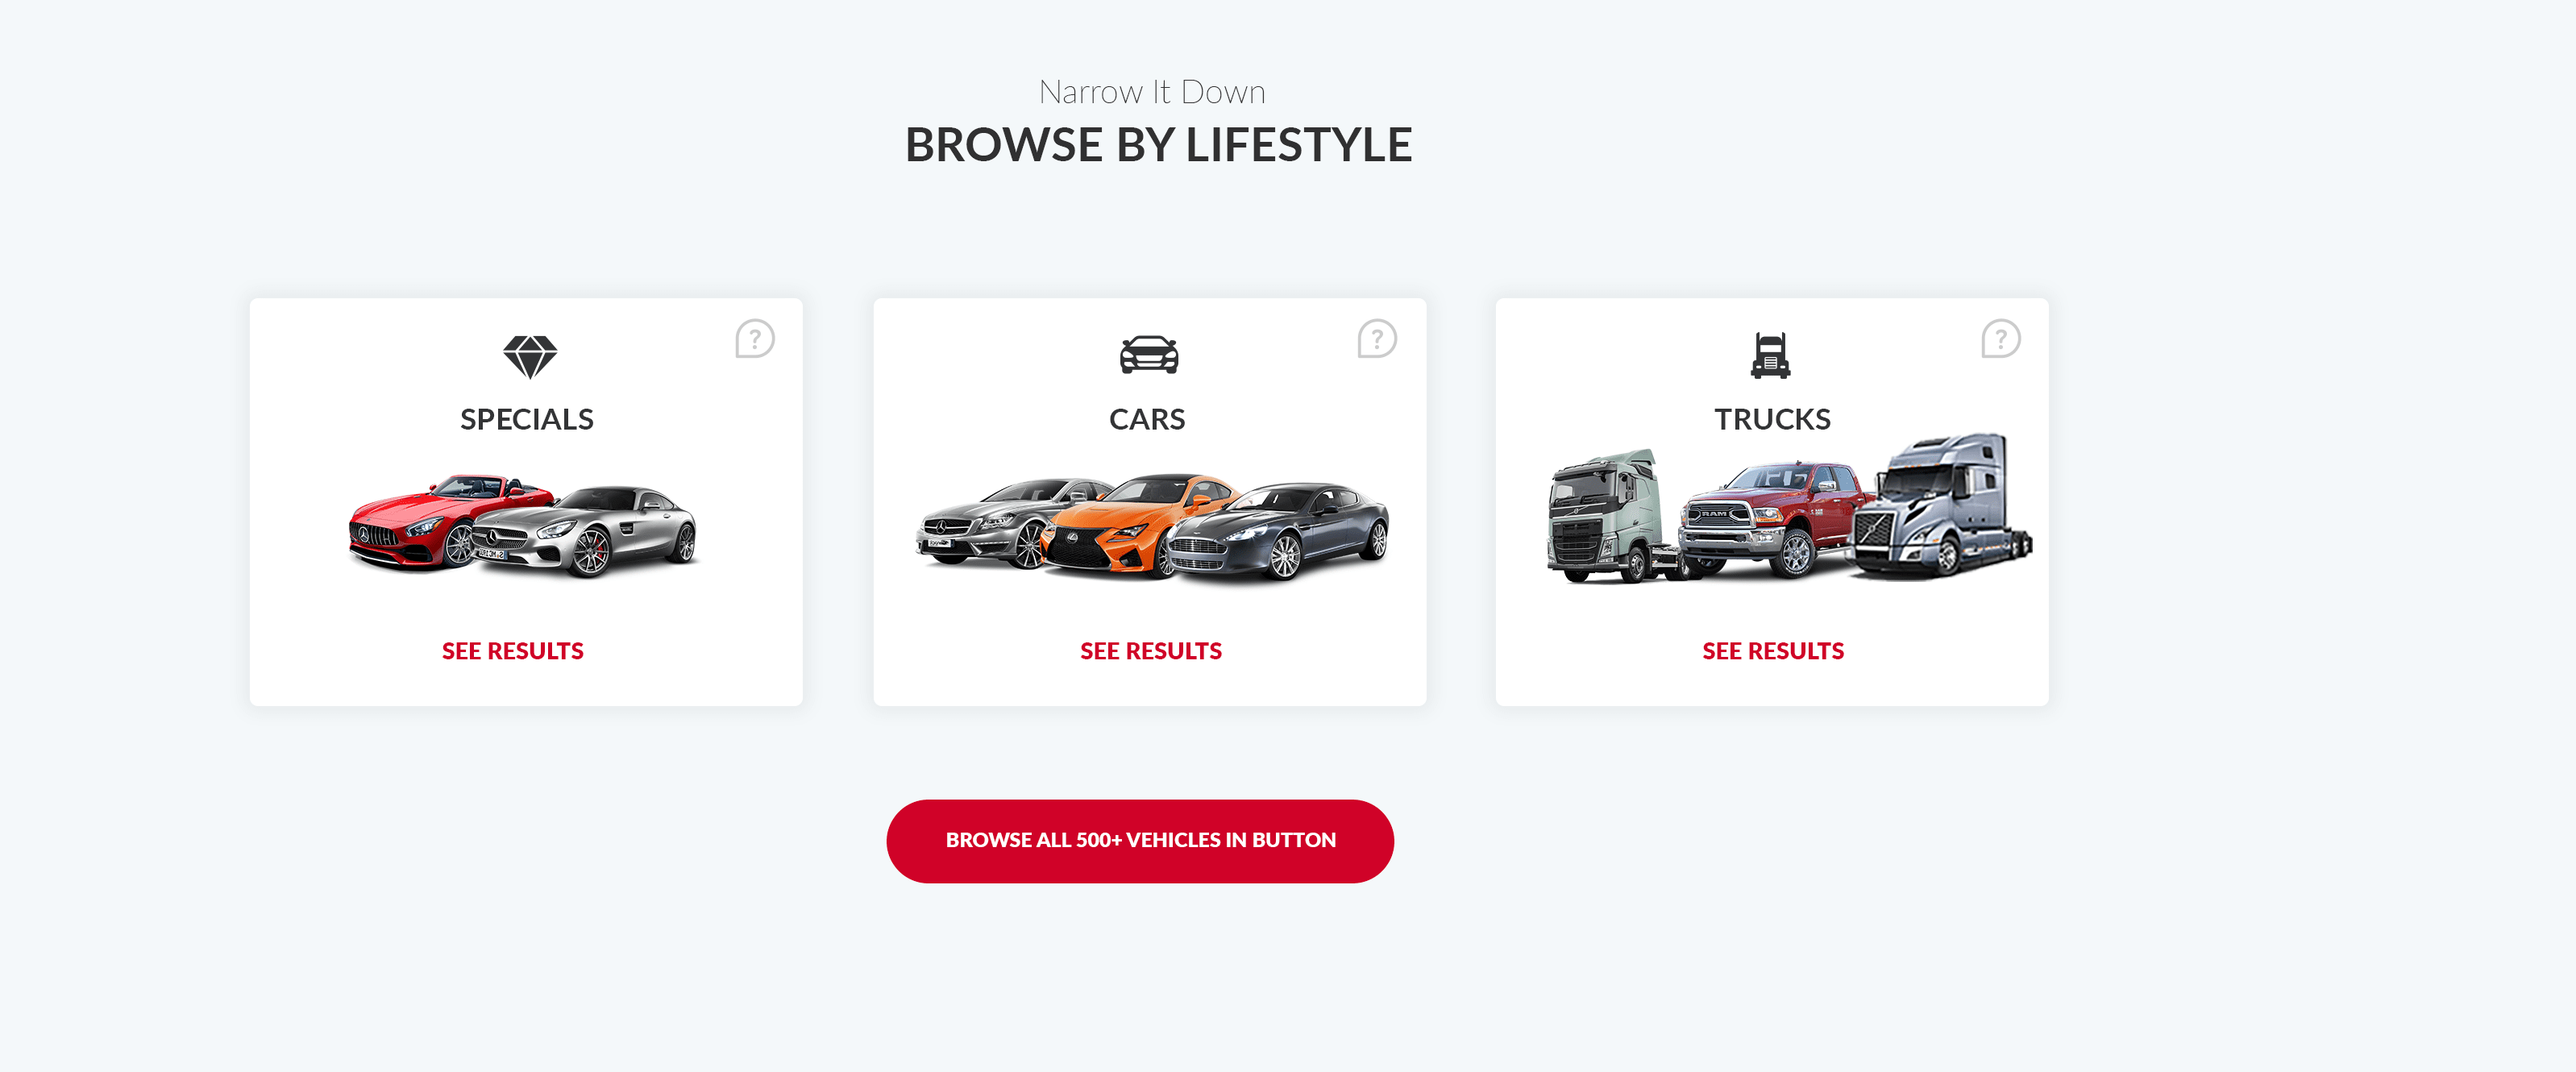 Narrow It Down
BROWSE BY LIFESTYLE
?
?
?
SPECIALS
CARS
TRUCKS
RAM
SEE RESULTS
SEE RESULTS
SEE RESULTS
BROWSE ALL 500+ VEHICLES IN BUTTON